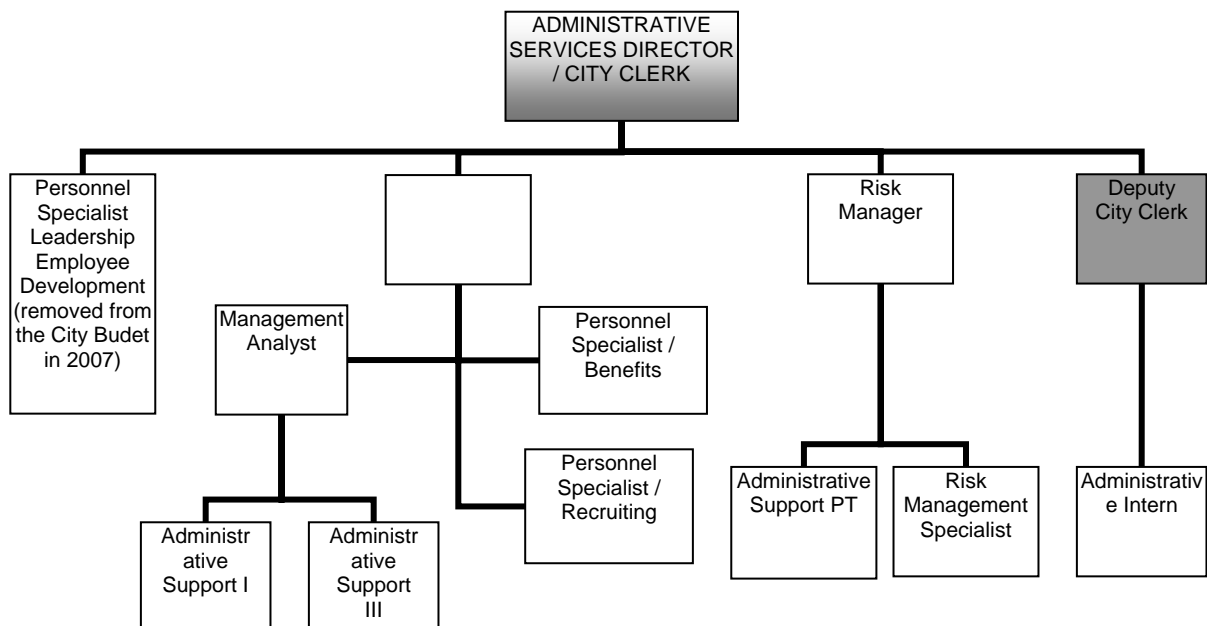 ADMINISTRATIVE
SERVICES DIRECTOR
/ CITY CLERK
Personnel
Specialist
Leadership
Employee
Development
(removed from
the City Budet
in 2007)
Risk
Manager
Deputy
City Clerk
Management
Analyst
Personnel
Specialist /
Benefits
Personnel
Specialist /
Recruiting
Administrative
Support PT
Risk
Management
Specialist
Administrativ
e Intern
Administr
ative
Support I
Administr
ative
Support
III